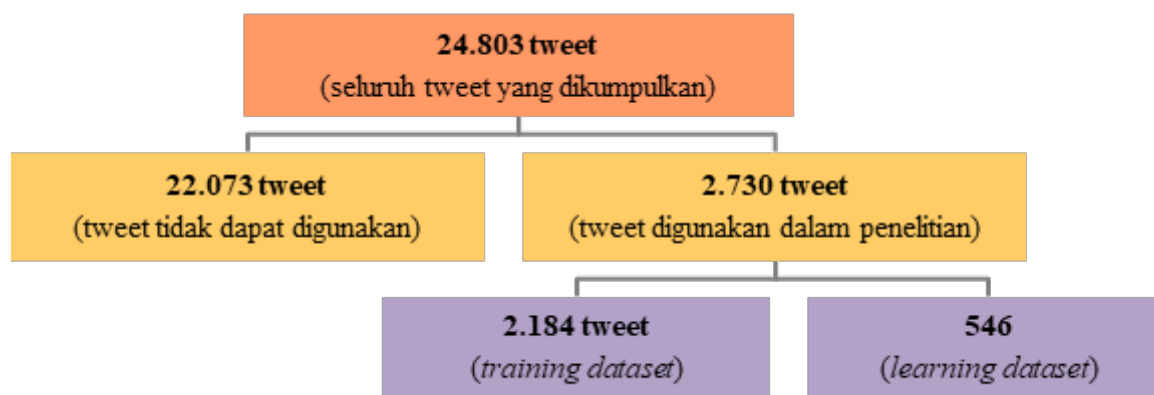 24.803 tweet
(seluruh tweet yang dikumpulkan)
22.073 tweet
(tweet tidak dapat digunakan)
2.730 tweet
(tweet digunakan dalam penelitian)
2.184 tweet
(training dataset)
546
(learning dataset)